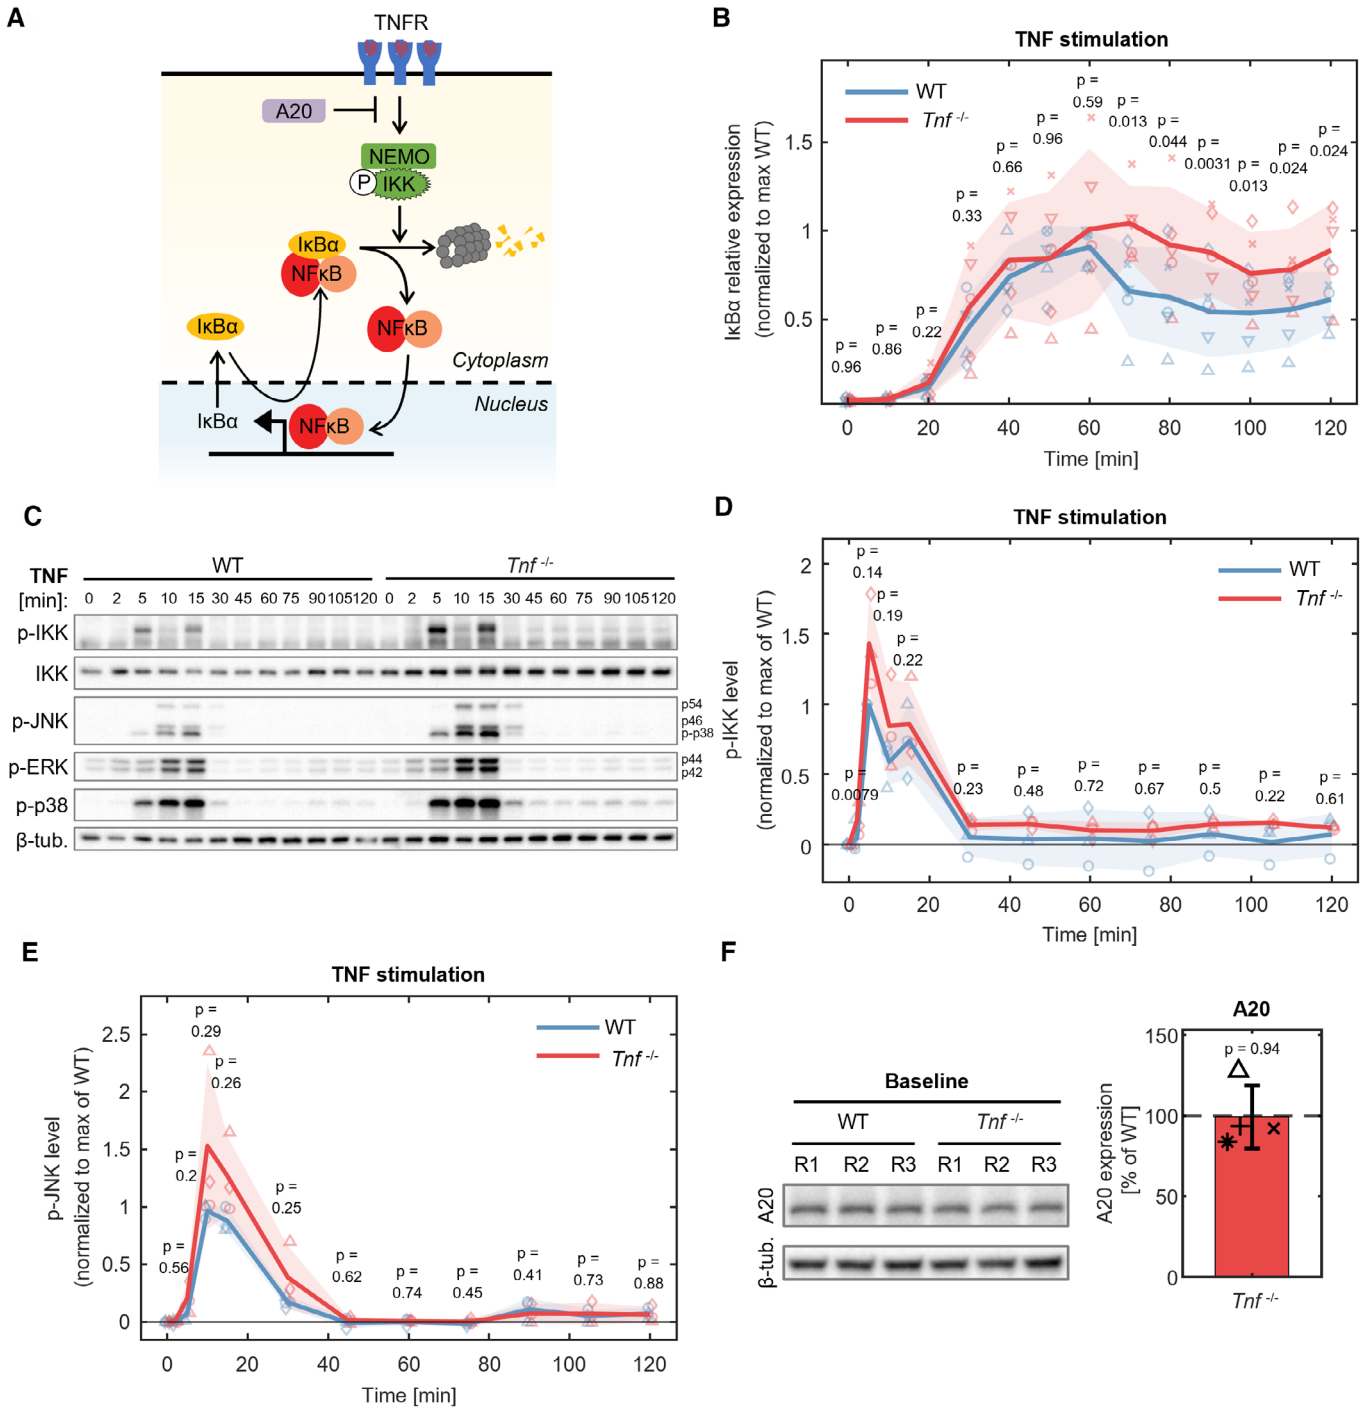 A
TNFR
A20
NEMO
P
IKK
IκBα
NFκB
IκBα
NFκB
Cytoplasm
Nucleus
IκBα
NFκB
B
TNF stimulation
WT
Tnf -/-
IκBα relative expression
(normalized to max WT)
1.5
1
0.5
p =
0.96
p =
0.86
p =
0.22
p =
0.33
p =
0.66
p =
0.96
p =
0.59
p =
0.013
p =
0.044
p =
0.0031
p =
0.013
p =
0.024
p =
0.024
0 20 40 60 80 100 120
Time [min]
C
WT Tnf -/-
TNF
[min]: 0 2 5 10 15 30 45 60 75 90 105 120 0 2 5 10 15 30 45 60 75 90 105 120
p-IKK
IKK
p-JNK
p54
p46
p-p38
p-ERK
p44
p42
p-p38
β-tub.
D
TNF stimulation
WT
Tnf -/-
p-IKK level
(normalized to max of WT)
2
1.5
1
0.5
0
p =
0.0079
p =
0.14
p =
0.19
p =
0.22
p =
0.23
p =
0.48
p =
0.72
p =
0.67
p =
0.5
p =
0.22
p =
0.61
0 20 40 60 80 100 120
Time [min]
E
TNF stimulation
WT
Tnf -/-
p-JNK level
(normalized to max of WT)
2.5
2
1.5
1
0.5
0
p =
0.56
p =
0.2
p =
0.29
p =
0.26
p =
0.25
p =
0.62
p =
0.74
p =
0.45
p =
0.41
p =
0.73
p =
0.88
0 20 40 60 80 100 120
Time [min]
F
Baseline
WT Tnf -/-
R1 R2 R3 R1 R2 R3
A20
β-tub.
A20
A20 expression
[% of WT]
150
100
50
0
p = 0.94
Tnf -/-